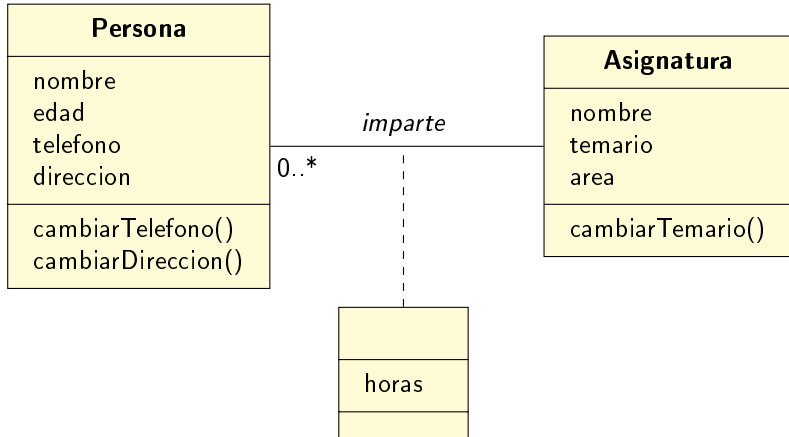 Persona
nombre
edad
telefono
direccion
cambiarTelefono()
cambiarDireccion()
imparte
0..*
Asignatura
nombre
temario
area
cambiarTemario()
horas